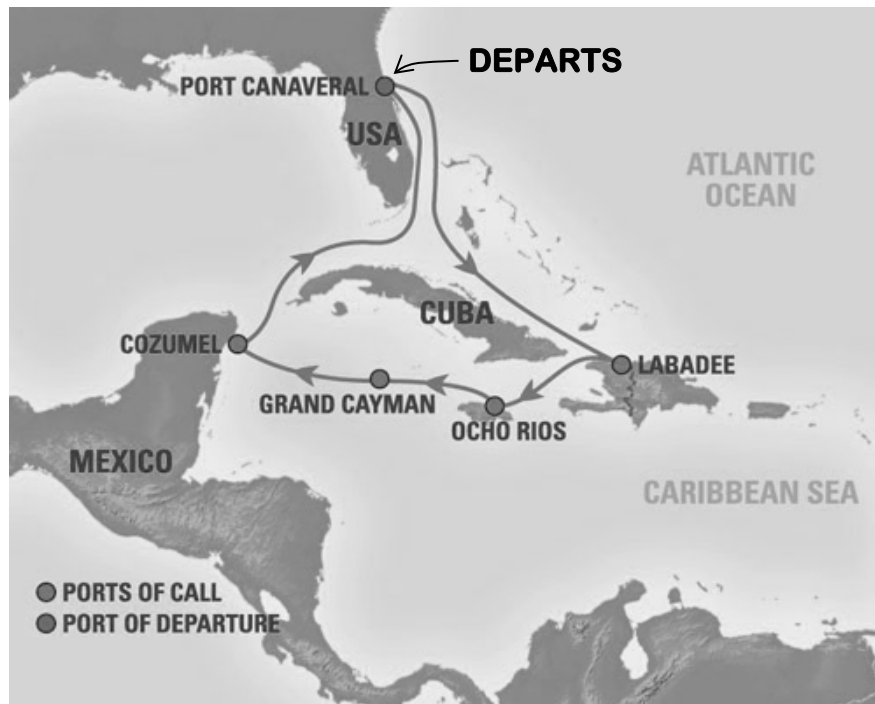 DEPARTS
PORT CANAVERAL
USA
ATLANTIC
OCEAN
CUBA
COZUMEL
LABADEE
GRAND CAYMAN
OCHO RIOS
MEXICO
CARIBBEAN SEA
PORTS OF CALL
PORT OF DEPARTURE